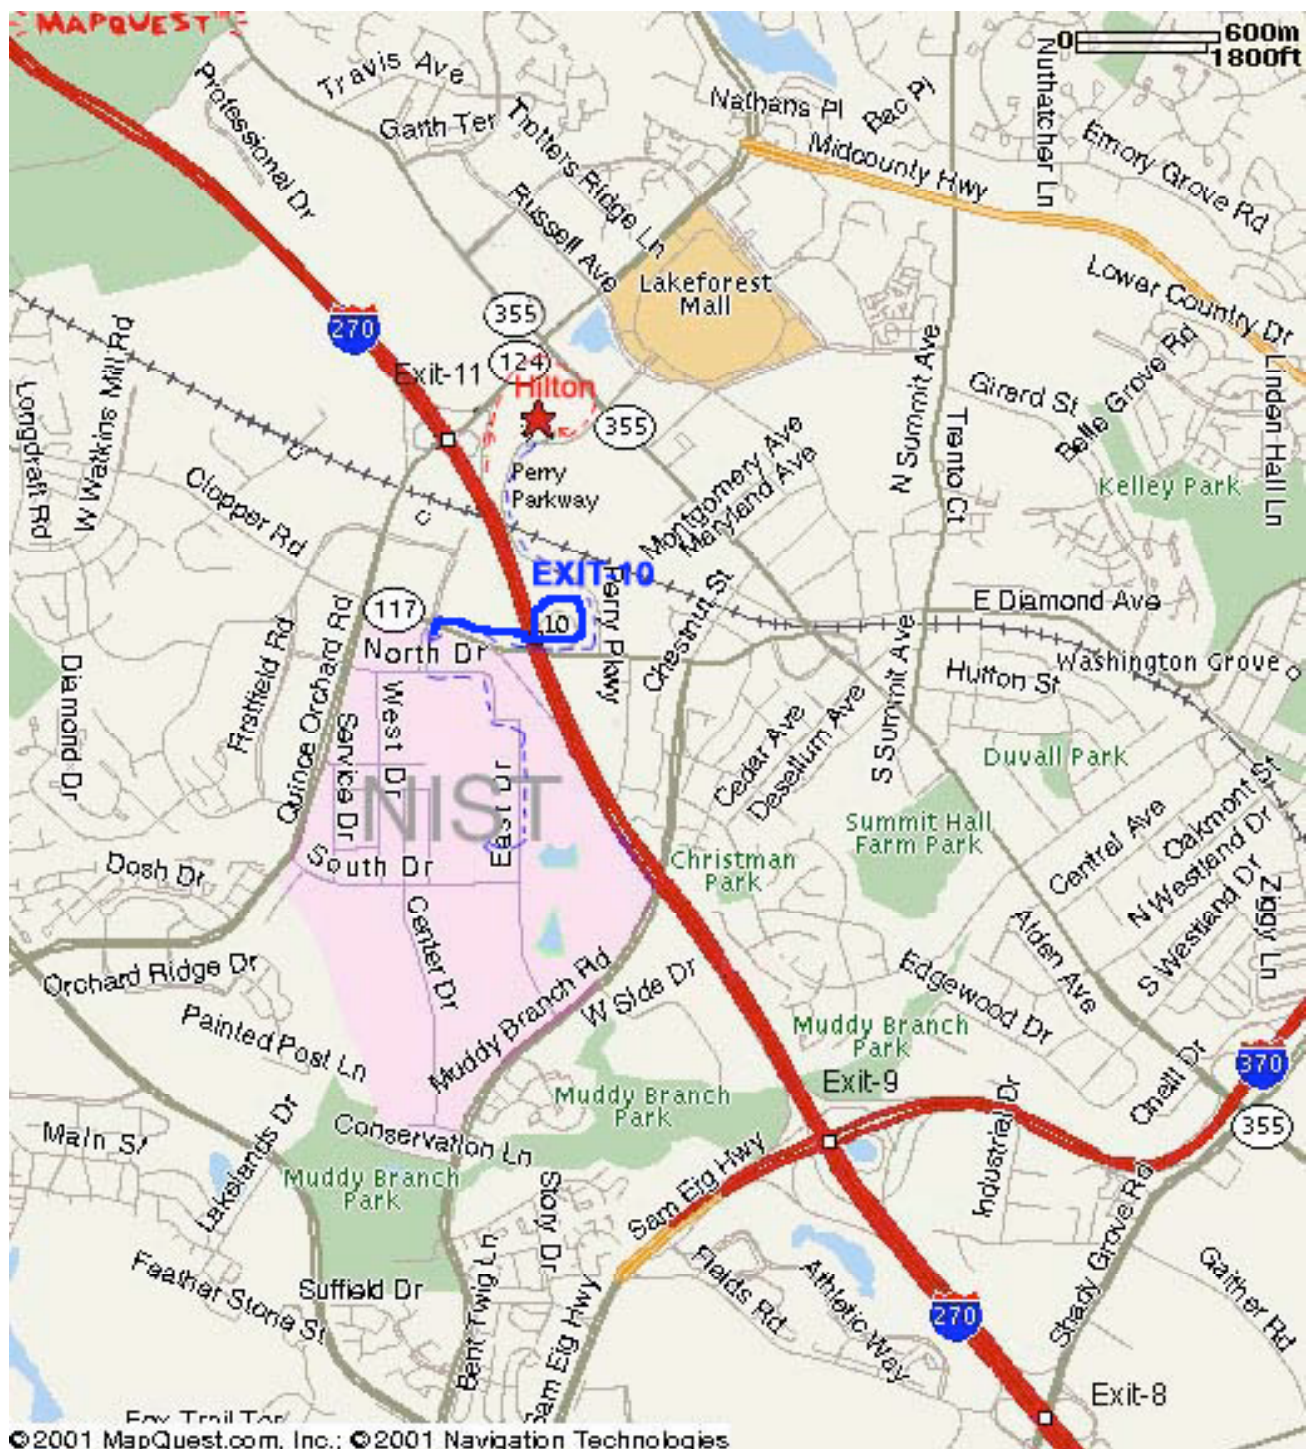 MAPQUEST
0 600m
1800ft
Travis Ave
Professional Dr
Garth Ter
Trotters Ridge Ln
Russell Ave
Nathans Pl
Midcounty Hwy
Nuthatcher Ln
Emory Grove Rd
Lakeforest
Mall
Lower Country Dr
355
270
124
Exit-11
Hilton
355
Perry
Parkway
W Watkins Mill Rd
Longdraft Rd
Clopper Rd
Montgomery Ave
Maryland Ave
N Summit Ave
Trento Ct
Girard St
Belle Grove Rd
Linden Hall Ln
Kelley Park
EXIT-10
10
Perry Pkwy
Chestnut St
117
North Dr
E Diamond Ave
Washington Grove
Hutton St
Firstfield Rd
Quince Orchard Rd
Diamond Dr
Service Dr
West Dr
NIST
East Dr
South Dr
Center Dr
Cedar Ave
Desellum Ave
S Summit Ave
Duvall Park
Summit Hall
Farm Park
Christman
Park
Central Ave
Oakmont St
N Westland Dr
S Westland Dr
Ziggy Ln
Alden Ave
Edgewood Dr
Dosh Dr
Orchard Ridge Dr
Painted Post Ln
Muddy Branch Rd
W Side Dr
Muddy Branch
Park
Exit-9
370
355
Oneill Dr
Industrial Dr
Muddy Branch
Park
Conservation Ln
Main St
Lakelands Dr
Muddy Branch
Park
Sam Eig Hwy
Story Dr
Faathar Stona St
Suffield Dr
Bent Twig Ln
Sam Eig Hwy
Fields Rd
Athletic Way
270
Shady Grove Rd
Gaither Rd
Exit-8
Fox Trail Ter
©2001 MapQuest.com, Inc.; ©2001 Navigation Technologies